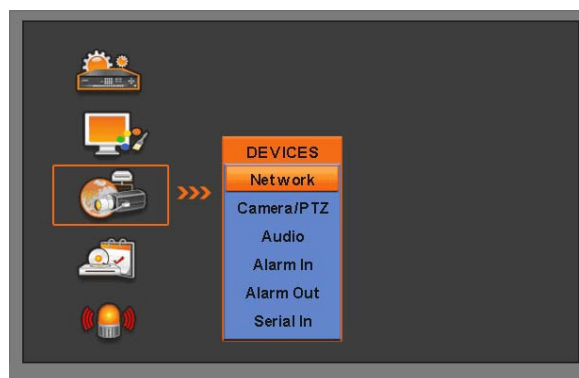 DEVICES
Network
Camera/PTZ
Audio
Alarm In
Alarm Out
Serial In